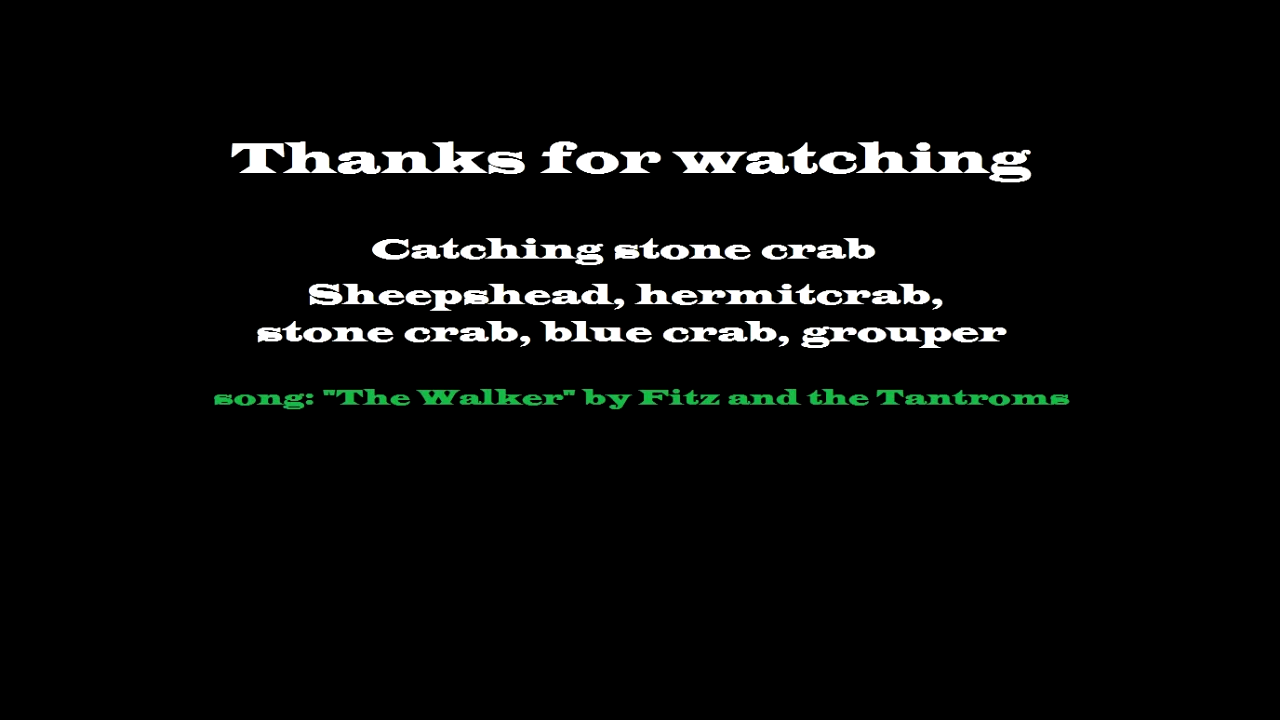 Thanks for watching
Catching stone crab
Sheepshead, hermitcrab,
stone crab, blue crab, grouper
song: "The Walker" by Fitz and the Tantroms